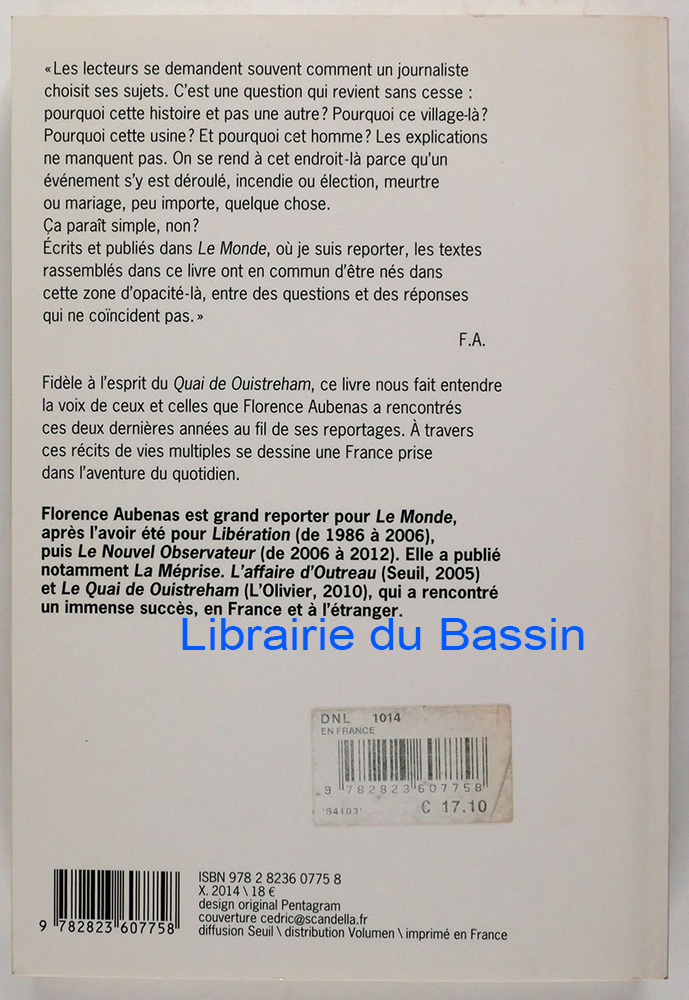 « Les lecteurs se demandent souvent comment un journaliste
choisit ses sujets. C'est une question qui revient sans cesse :
pourquoi cette histoire et pas une autre ? Pourquoi ce village-là ?
Pourquoi cette usine ? Et pourquoi cet homme ? Les explications
ne manquent pas. On se rend à cet endroit-là parce qu'un
événement s'y est déroulé, incendie ou élection, meurtre
ou mariage, peu importe, quelque chose.
Ça paraît simple, non ?
Écrits et publiés dans Le Monde, où je suis reporter, les textes
rassemblés dans ce livre ont en commun d'être nés dans
cette zone d'opacité-là, entre des questions et des réponses
qui ne coïncident pas. »
F.A.
Fidèle à l'esprit du Quai de Ouistreham, ce livre nous fait entendre
la voix de ceux et celles que Florence Aubenas a rencontrés
ces deux dernières années au fil de ses reportages. À travers
ces récits de vies multiples se dessine une France prise
dans l'aventure du quotidien.
Florence Aubenas est grand reporter pour Le Monde,
après l'avoir été pour Libération (de 1986 à 2006),
puis Le Nouvel Observateur (de 2006 à 2012). Elle a publié
notamment La Méprise. L'affaire d'Outreau (Seuil, 2005)
et Le Quai de Ouistreham (L'Olivier, 2010), qui a rencontré
un immense succès, en France et à l'étranger.
Librairie du Bassin
DNL 1014
EN FRANCE
9 782823 607758
'S4103' € 17.10
ISBN 978 2 8236 0775 8
X. 2014 \ 18 €
design original Pentagram
couverture cedric@scandella.fr
diffusion Seuil \ distribution Volumen \ imprimé en France
9 782823 607758